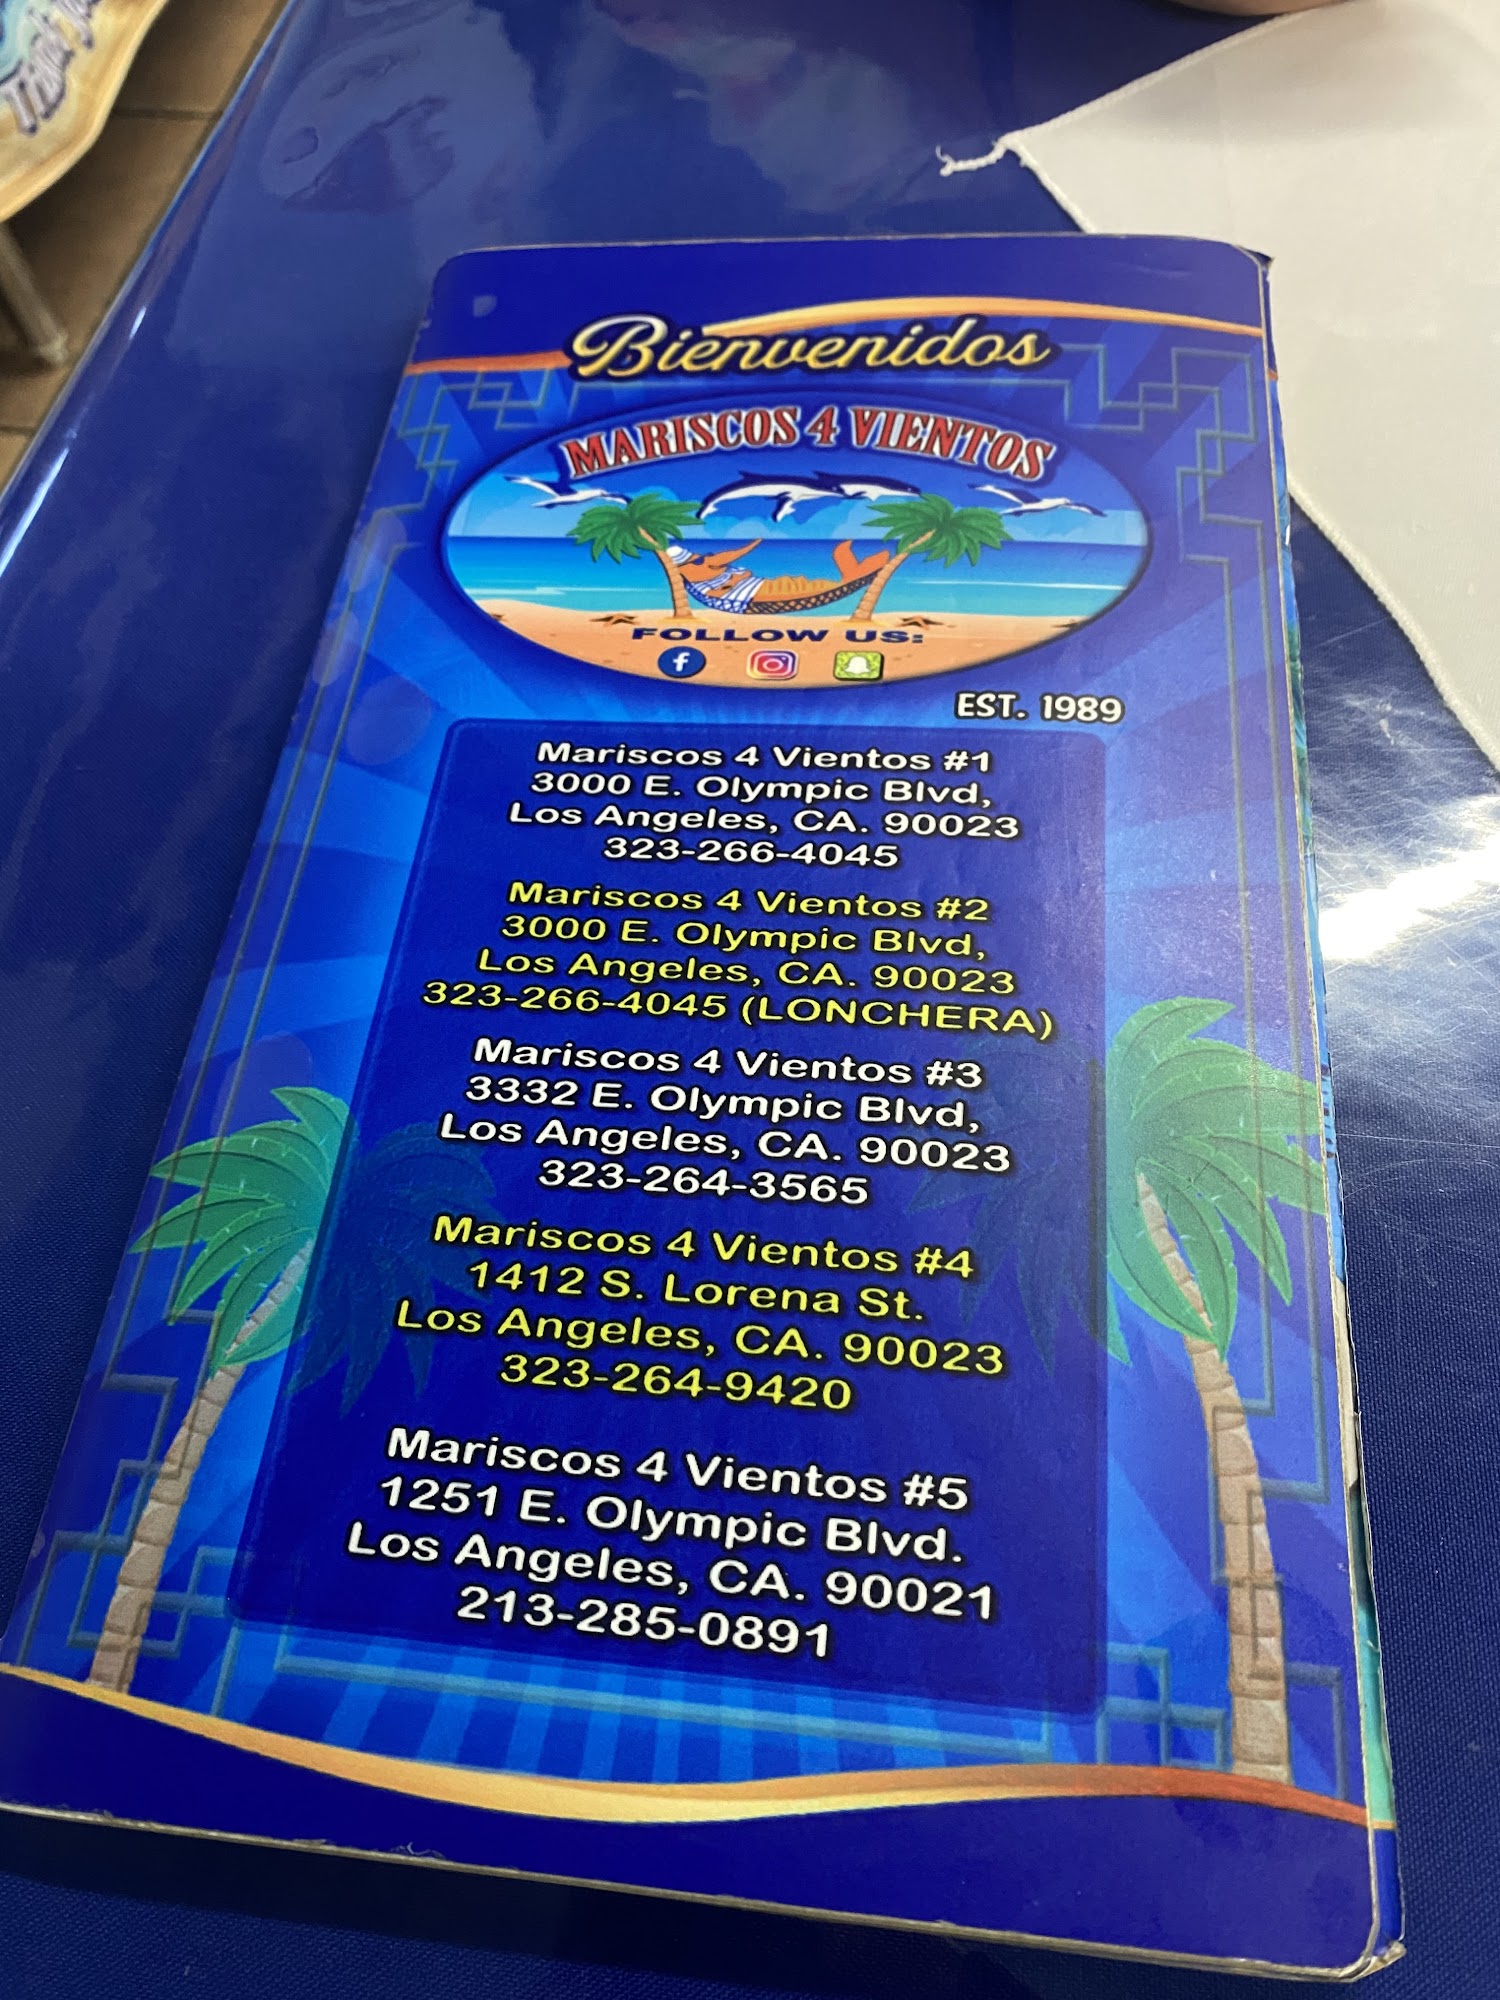 Bienvenidos
MARISCOS 4 VIENTOS
FOLLOW US:
EST. 1989
Mariscos 4 Vientos #1
3000 E. Olympic Blvd,
Los Angeles, CA. 90023
323-266-4045
Mariscos 4 Vientos #2
3000 E. Olympic Blvd,
Los Angeles, CA. 90023
323-266-4045 (LONCHERA)
Mariscos 4 Vientos #3
3332 E. Olympic Blvd,
Los Angeles, CA. 90023
323-264-3565
Mariscos 4 Vientos #4
1412 S. Lorena St.
Los Angeles, CA. 90023
323-264-9420
Mariscos 4 Vientos #5
1251 E. Olympic Blvd.
Los Angeles, CA. 90021
213-285-0891